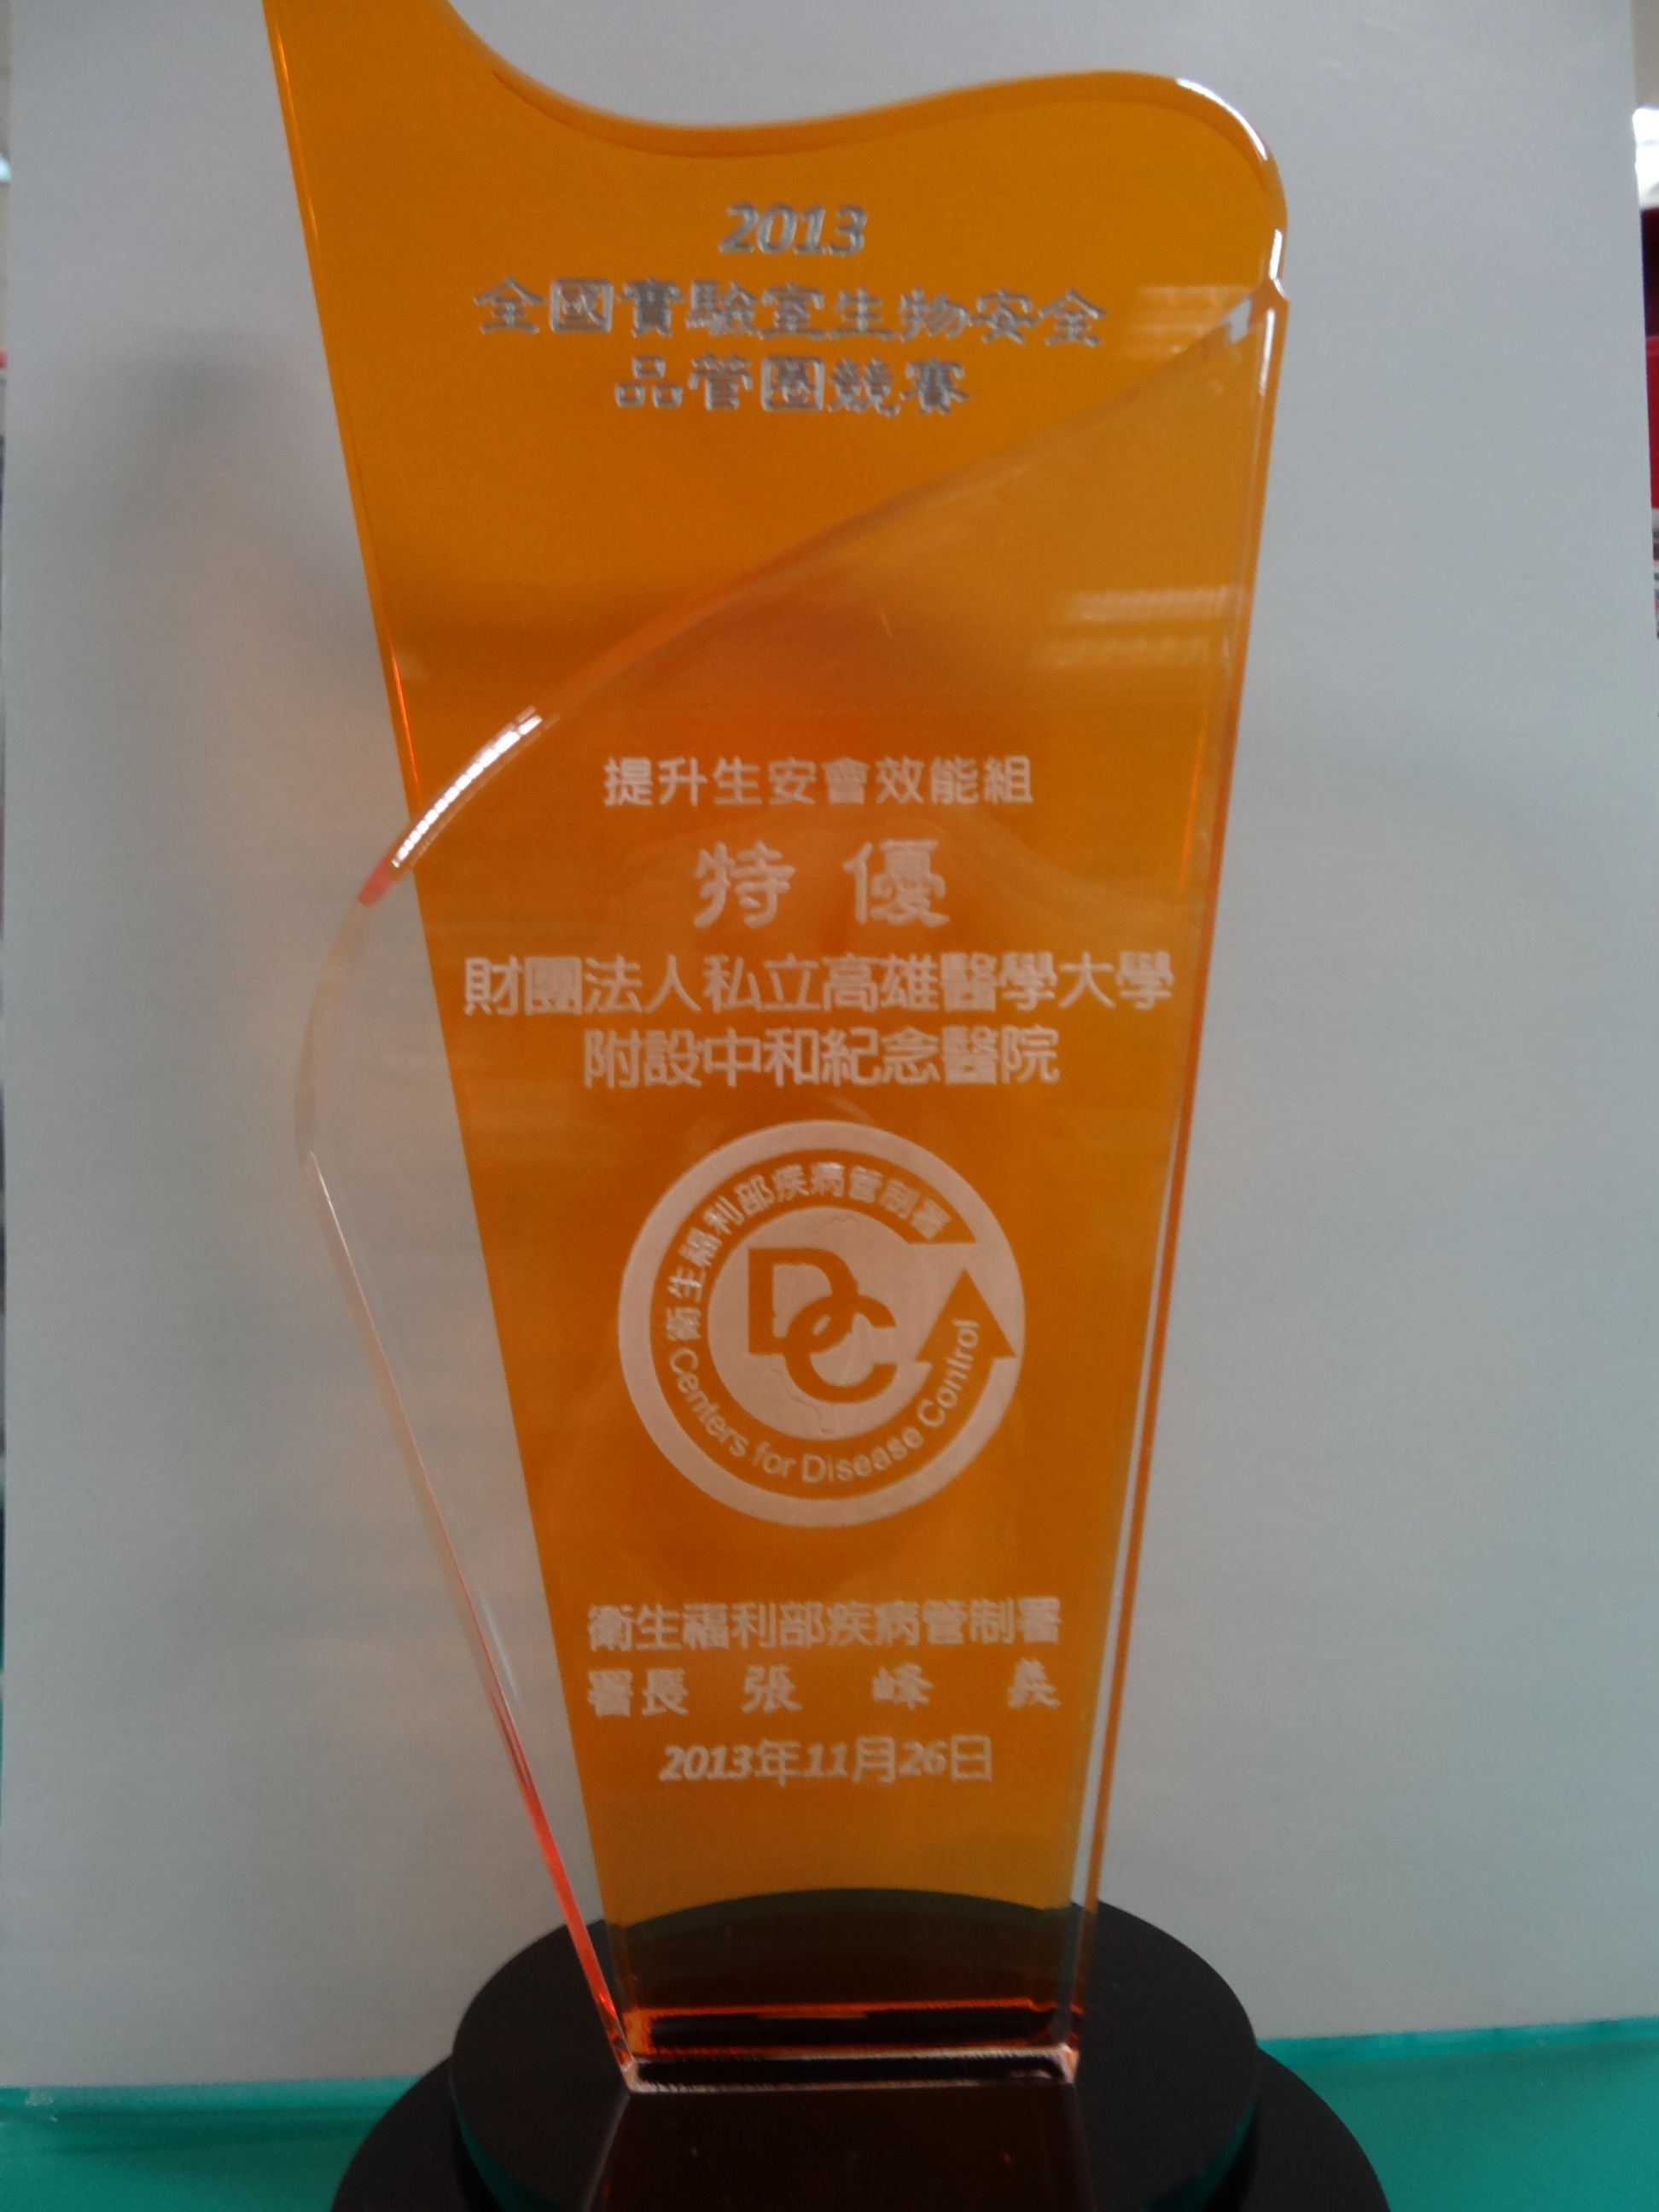 2013
全國實驗室生物安全
品管圈競賽
提升生安會效能組
特優
財團法人私立高雄醫學大學
附設中和紀念醫院
衛生福利部疾病管制署
DC
Centers for Disease Control
衛生福利部疾病管制署
署長 張 峰 義
2013年11月26日